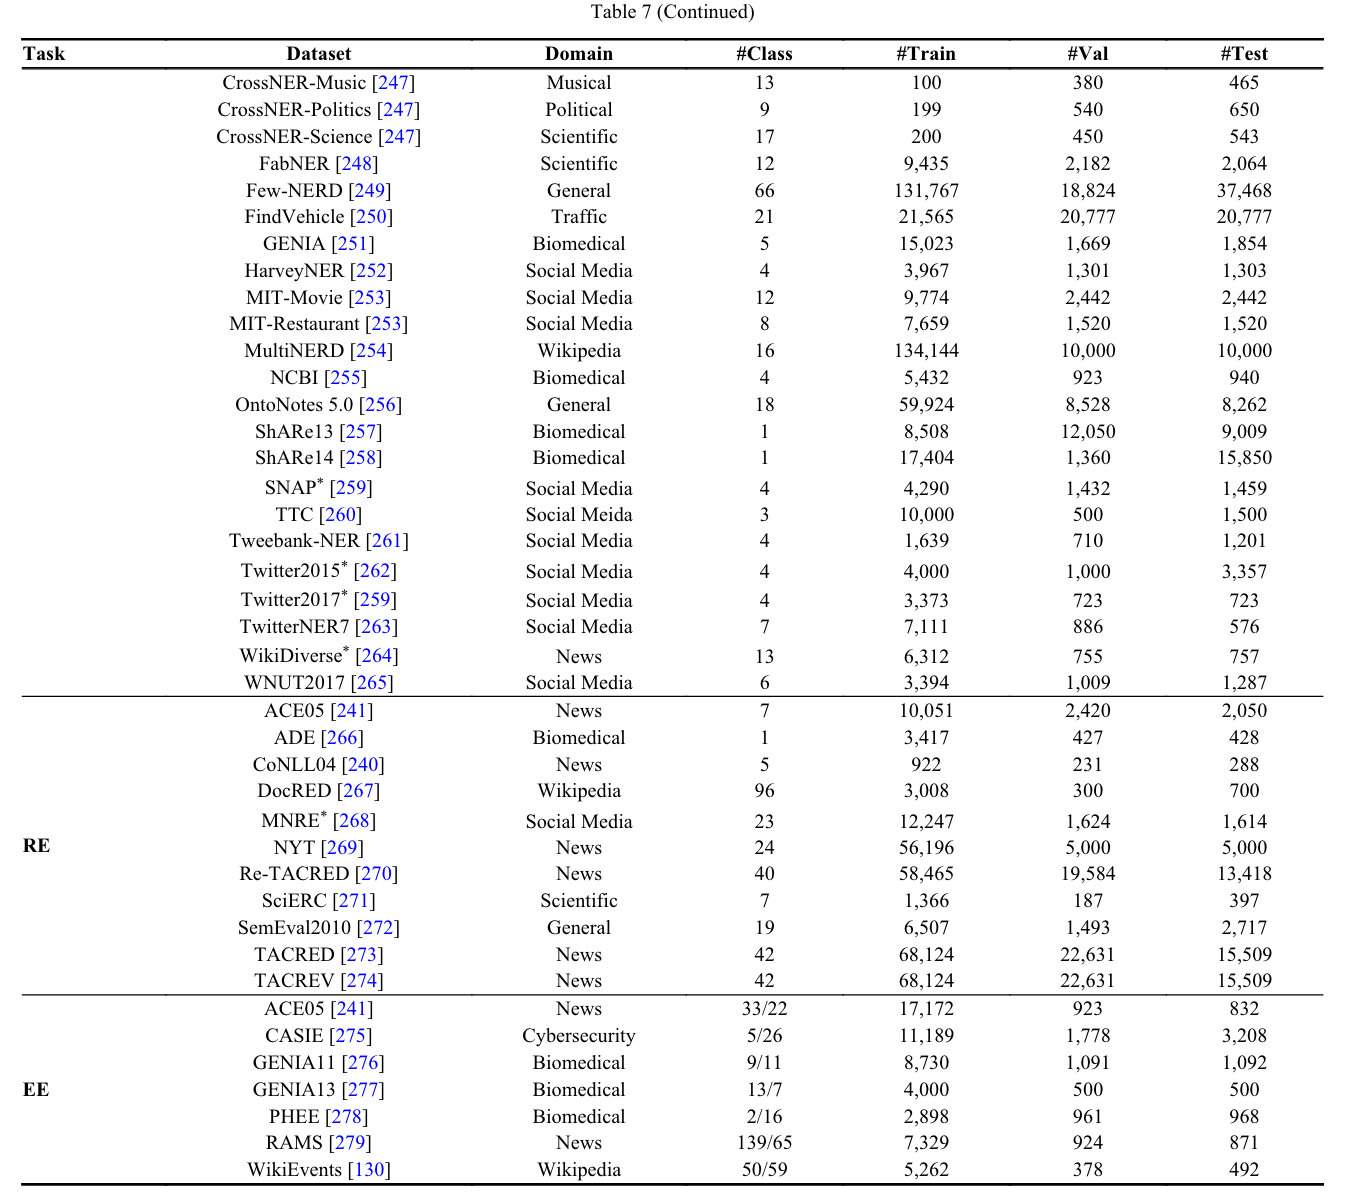 Table 7 (Continued)
Task Dataset Domain #Class #Train #Val #Test
CrossNER-Music [247] Musical 13 100 380 465
CrossNER-Politics [247] Political 9 199 540 650
CrossNER-Science [247] Scientific 17 200 450 543
FabNER [248] Scientific 12 9,435 2,182 2,064
Few-NERD [249] General 66 131,767 18,824 37,468
FindVehicle [250] Traffic 21 21,565 20,777 20,777
GENIA [251] Biomedical 5 15,023 1,669 1,854
HarveyNER [252] Social Media 4 3,967 1,301 1,303
MIT-Movie [253] Social Media 12 9,774 2,442 2,442
MIT-Restaurant [253] Social Media 8 7,659 1,520 1,520
MultiNERD [254] Wikipedia 16 134,144 10,000 10,000
NCBI [255] Biomedical 4 5,432 923 940
OntoNotes 5.0 [256] General 18 59,924 8,528 8,262
ShARe13 [257] Biomedical 1 8,508 12,050 9,009
ShARe14 [258] Biomedical 1 17,404 1,360 15,850
SNAP* [259] Social Media 4 4,290 1,432 1,459
TTC [260] Social Meida 3 10,000 500 1,500
Tweebank-NER [261] Social Media 4 1,639 710 1,201
Twitter2015* [262] Social Media 4 4,000 1,000 3,357
Twitter2017* [259] Social Media 4 3,373 723 723
TwitterNER7 [263] Social Media 7 7,111 886 576
WikiDiverse* [264] News 13 6,312 755 757
WNUT2017 [265] Social Media 6 3,394 1,009 1,287
ACE05 [241] News 7 10,051 2,420 2,050
ADE [266] Biomedical 1 3,417 427 428
CoNLL04 [240] News 5 922 231 288
DocRED [267] Wikipedia 96 3,008 300 700
MNRE* [268] Social Media 23 12,247 1,624 1,614
RE NYT [269] News 24 56,196 5,000 5,000
Re-TACRED [270] News 40 58,465 19,584 13,418
SciERC [271] Scientific 7 1,366 187 397
SemEval2010 [272] General 19 6,507 1,493 2,717
TACRED [273] News 42 68,124 22,631 15,509
TACREV [274] News 42 68,124 22,631 15,509
ACE05 [241] News 33/22 17,172 923 832
CASIE [275] Cybersecurity 5/26 11,189 1,778 3,208
GENIA11 [276] Biomedical 9/11 8,730 1,091 1,092
EE GENIA13 [277] Biomedical 13/7 4,000 500 500
PHEE [278] Biomedical 2/16 2,898 961 968
RAMS [279] News 139/65 7,329 924 871
WikiEvents [130] Wikipedia 50/59 5,262 378 492